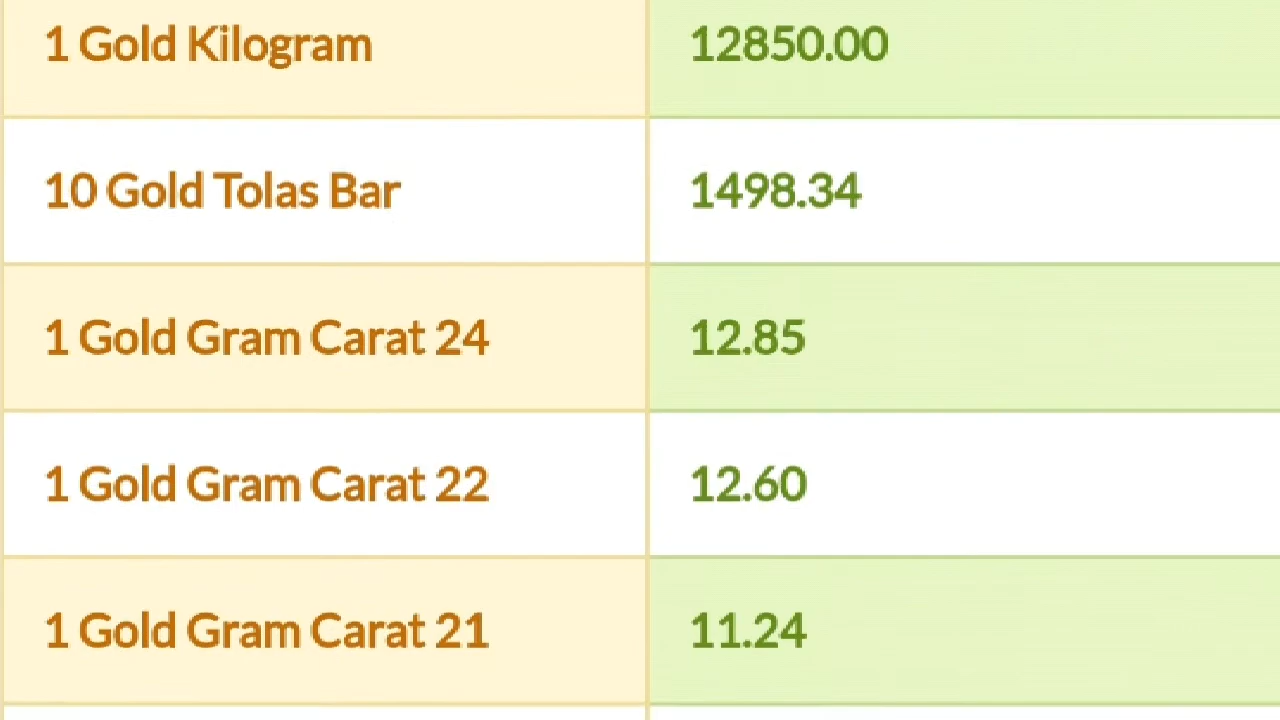 1 Gold Kilogram 12850.00
10 Gold Tolas Bar 1498.34
1 Gold Gram Carat 24 12.85
1 Gold Gram Carat 22 12.60
1 Gold Gram Carat 21 11.24